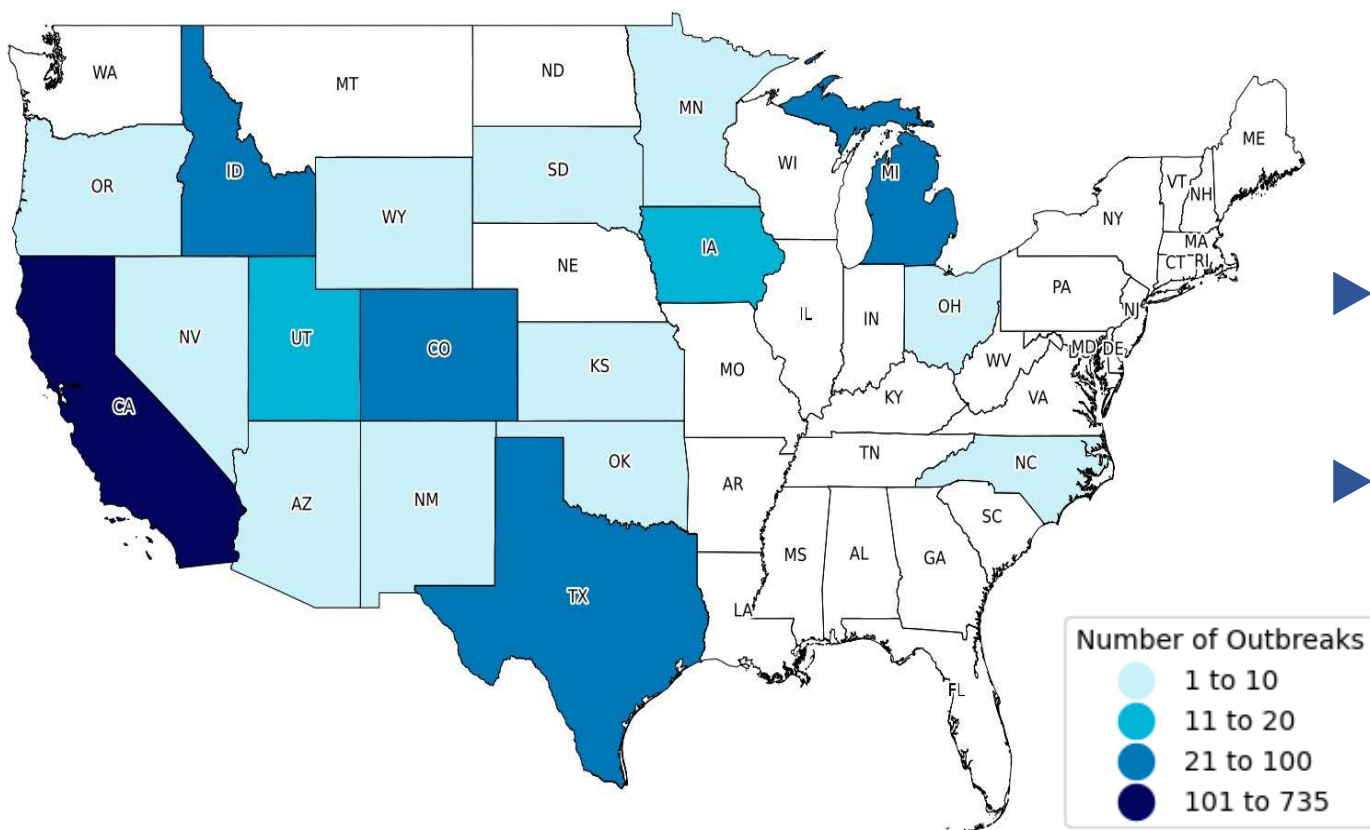 WA
MT
ND
MN
ME
OR
ID
SD
WI
MI
VT
NH
WY
NY
IA
MA
CT
RI
NE
PA
NV
UT
CO
IL
IN
OH
NJ
KS
MO
WV
MD
DE
CA
KY
VA
AZ
NM
OK
AR
TN
NC
SC
MS
AL
GA
TX
LA
FL
Number of Outbreaks
1 to 10
11 to 20
21 to 100
101 to 735